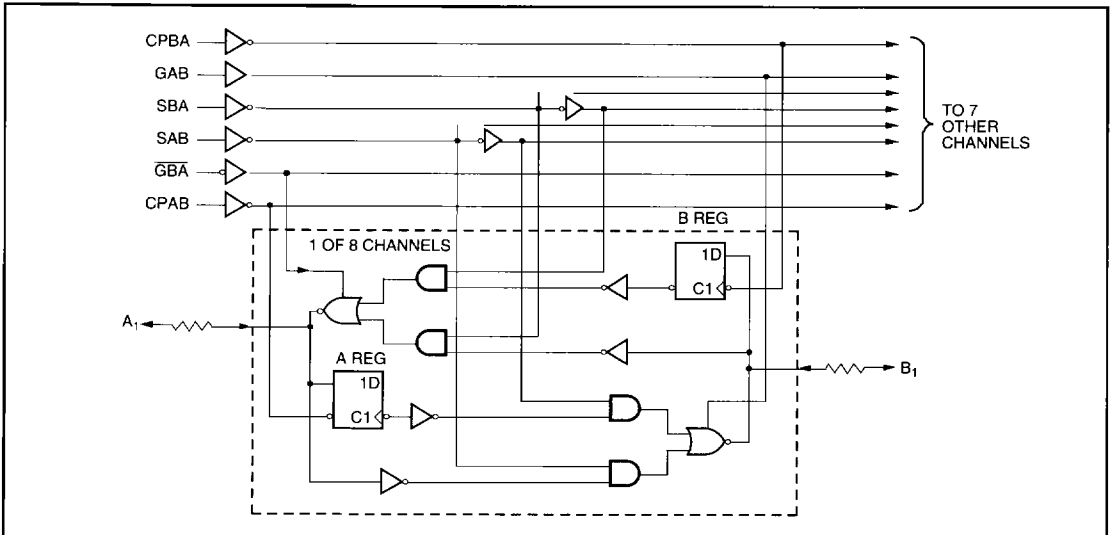 CPBA
GAB
SBA
SAB
G̅B̅A̅
CPAB
TO 7
OTHER
CHANNELS
B REG
1 OF 8 CHANNELS
1D
C1
A₁
A REG
1D
C1
B₁